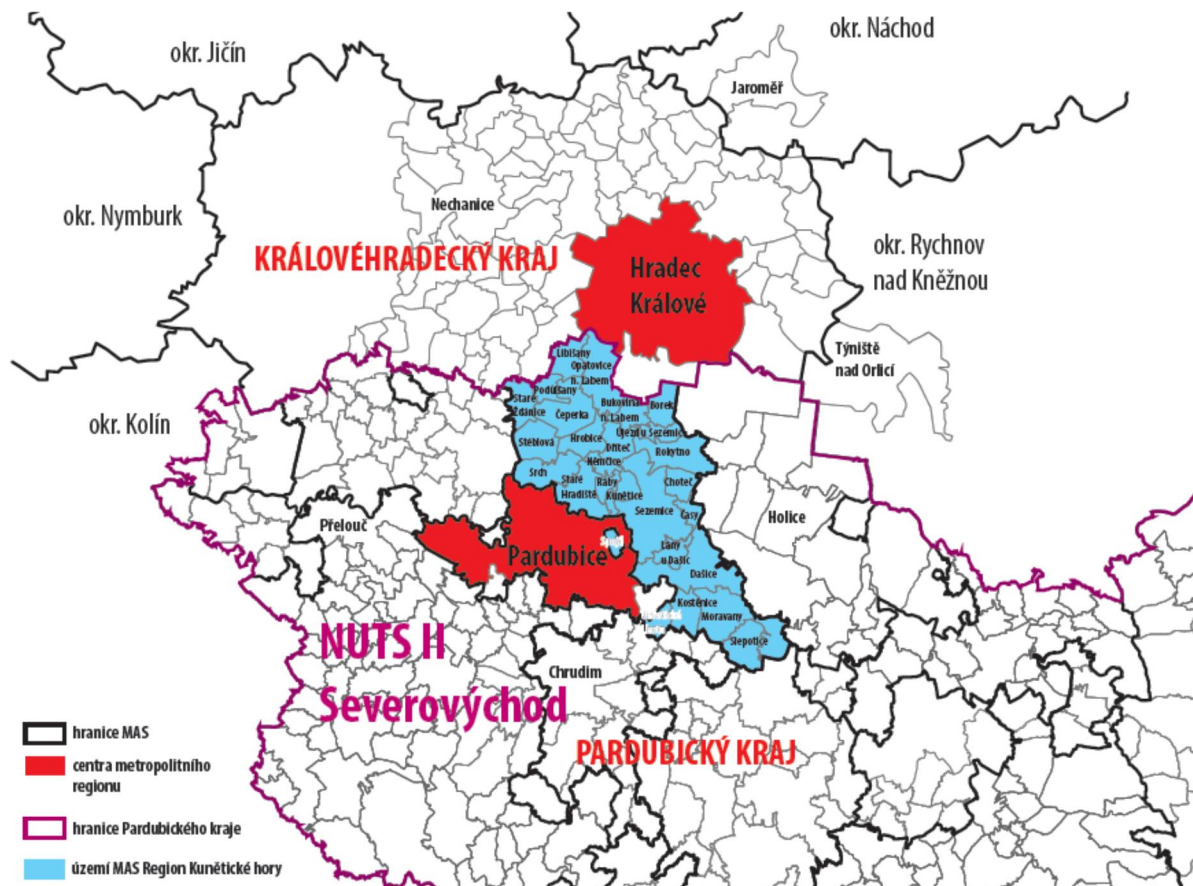 okr. Jičín
okr. Náchod
Jaroměř
okr. Nymburk
Nechanice
KRÁLOVÉHRADECKÝ KRAJ
Hradec
Králové
okr. Rychnov
nad Kněžnou
Týniště
nad Orlicí
okr. Kolín
Libišany
Opatovice
n. Labem
Podůlšany
Staré
Ždánice
Čeperka
Bukovina
n. Labem
Borek
Stéblová
Hrobice
Dříteč
Újezd u Sezemic
Rokytno
Němčice
Srch
Staré
Hradiště
Ráby
Kunětice
Choteč
Sezemice
Časy
Holice
Přelouč
Pardubice
Spojil
Lány
u Dašic
Dašice
Kostěnice
Moravany
Slepotice
NUTS II
Severovýchod
Chrudim
PARDUBICKÝ KRAJ
hranice MAS
centra metropolitního
regionu
hranice Pardubického kraje
území MAS Region Kunětické hory